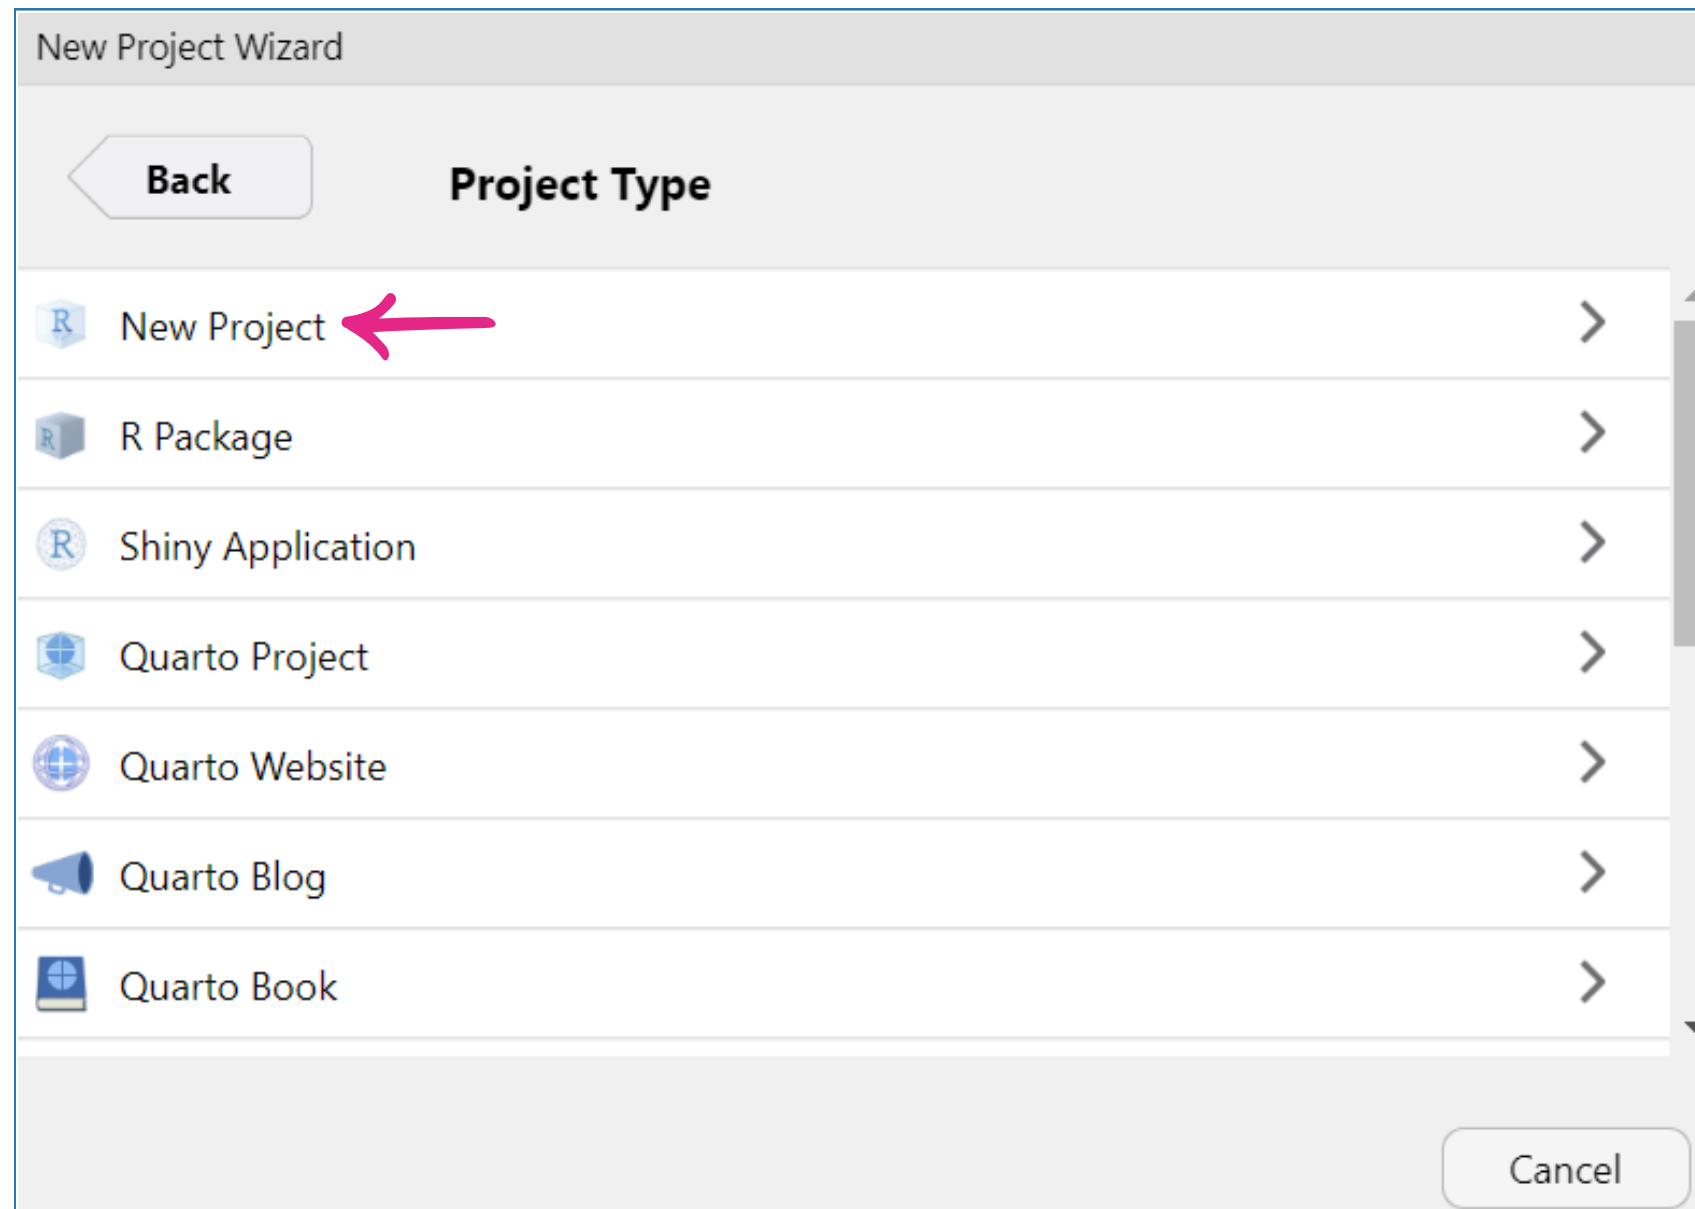 New Project Wizard
Back
Project Type
R New Project
R R Package
R Shiny Application
Quarto Project
Quarto Website
Quarto Blog
Quarto Book
Cancel